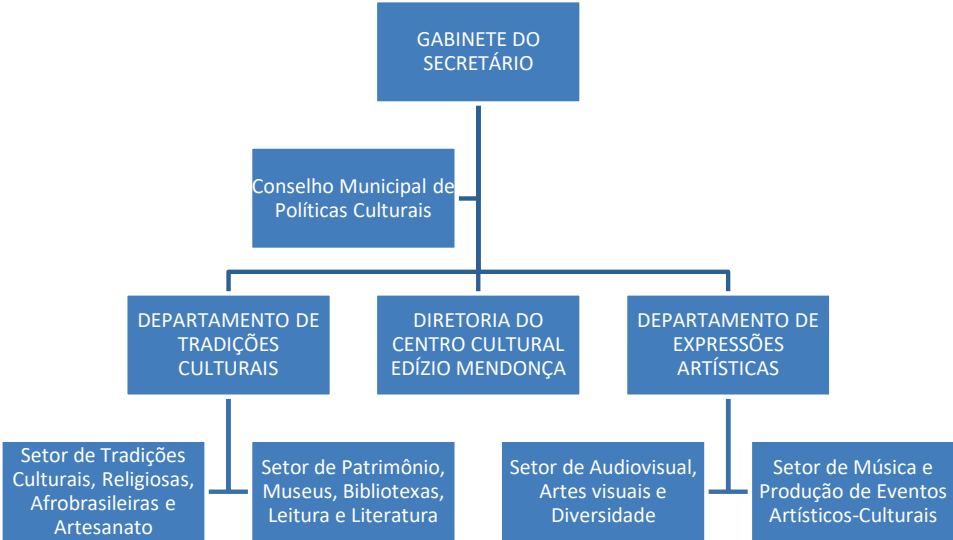 GABINETE DO
SECRETÁRIO
Conselho Municipal de
Políticas Culturais
DEPARTAMENTO DE
TRADIÇÕES
CULTURAIS
DIRETORIA DO
CENTRO CULTURAL
EDÍZIO MENDONÇA
DEPARTAMENTO DE
EXPRESSÕES
ARTÍSTICAS
Setor de Tradições
Culturais, Religiosas,
Afrobrasileiras e
Artesanato
Setor de Patrimônio,
Museus, Bibliotexas,
Leitura e Literatura
Setor de Audiovisual,
Artes visuais e
Diversidade
Setor de Música e
Produção de Eventos
Artísticos-Culturais